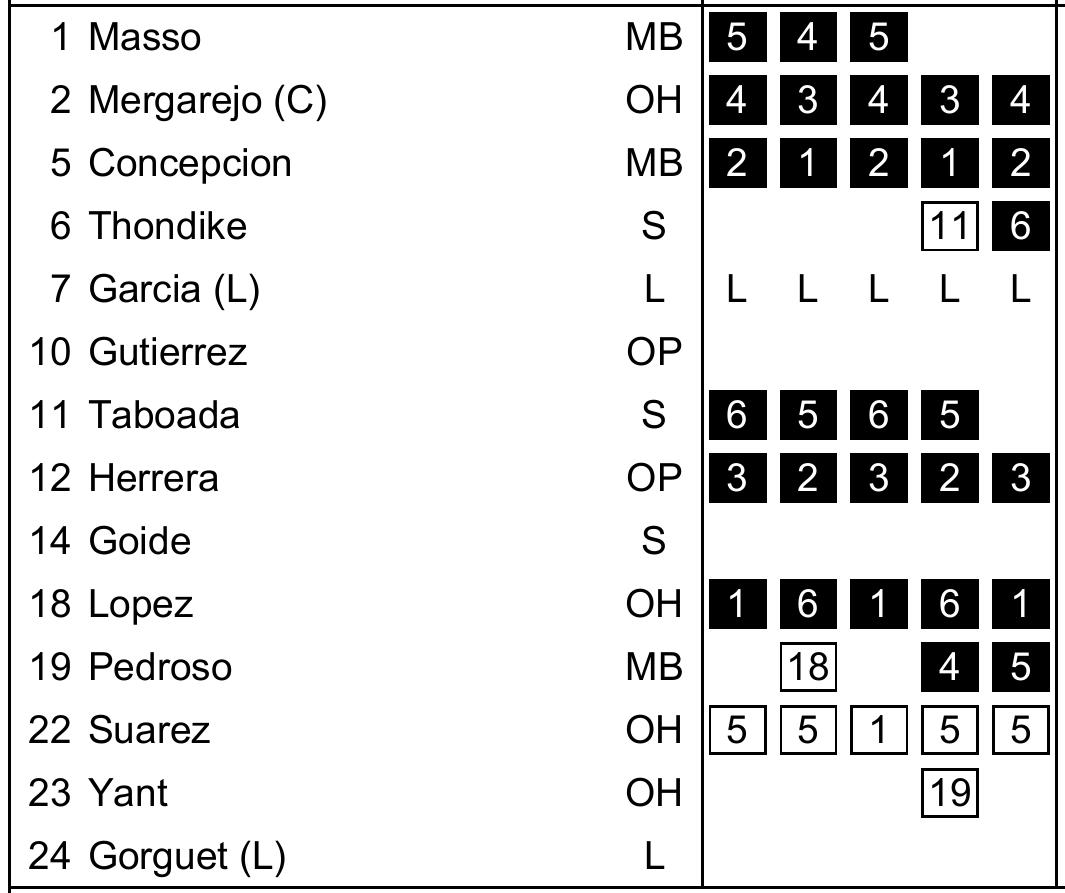 1 Masso MB 5 4 5
2 Mergarejo (C) OH 4 3 4 3 4
5 Concepcion MB 2 1 2 1 2
6 Thondike S 11 6
7 Garcia (L) L L L L L L
10 Gutierrez OP
11 Taboada S 6 5 6 5
12 Herrera OP 3 2 3 2 3
14 Goide S
18 Lopez OH 1 6 1 6 1
19 Pedroso MB 18 4 5
22 Suarez OH 5 5 1 5 5
23 Yant OH 19
24 Gorguet (L) L